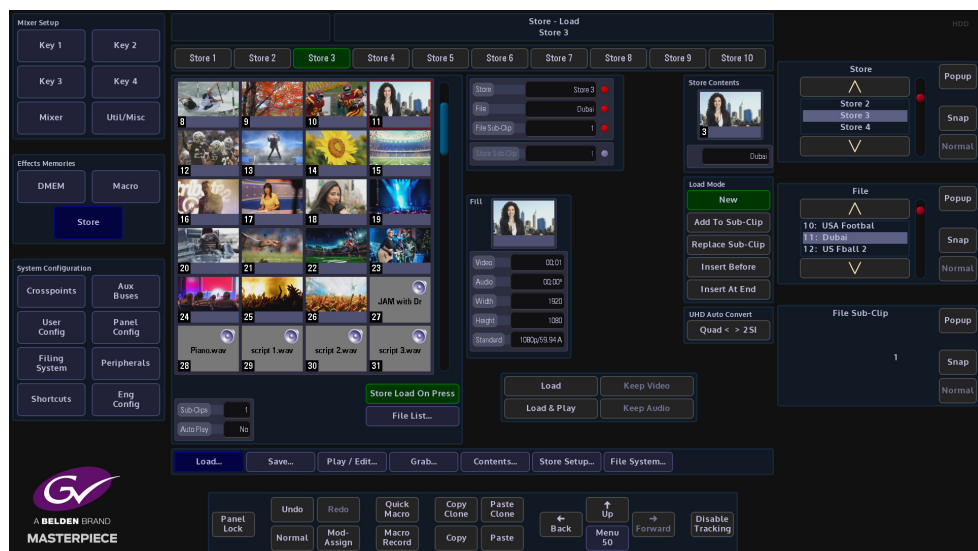 Mixer Setup
Key 1
Key 2
Key 3
Key 4
Mixer
Util/Misc
Effects Memories
DMEM
Macro
Store
System Configuration
Crosspoints
Aux
Buses
User
Config
Panel
Config
Filing
System
Peripherals
Shortcuts
Eng
Config
GV
A BELDEN BRAND
MASTERPIECE
Store - Load
Store 3
Store 1
Store 2
Store 3
Store 4
Store 5
Store 6
Store 7
Store 8
Store 9
Store 10
8
9
10
11
12
13
14
15
16
17
18
19
20
21
22
23
JAM with Dr
24
25
26
27
Piano.wav
script 1.wav
script 2.wav
script 3.wav
28
29
30
31
Sub-Clips
1
Auto Play
No
Store Load On Press
File List...
Store
Store 3
File
Dubai
File Sub-Clip
1
Store Sub Clip
1
Fill
Video
00;01
Audio
00;00*
Width
1920
Height
1080
Standard
1080p/59.94 A
Store Contents
3
Dubai
Load Mode
New
Add To Sub-Clip
Replace Sub-Clip
Insert Before
Insert At End
UHD Auto Convert
Quad < > 2SI
Load
Keep Video
Load & Play
Keep Audio
Load...
Save...
Play / Edit...
Grab...
Contents...
Store Setup...
File System...
Panel
Lock
Undo
Redo
Quick
Macro
Copy
Clone
Paste
Clone
Normal
Mod-
Assign
Macro
Record
Copy
Paste
Back
Up
Menu
50
Forward
Disable
Tracking
HDD
Store
Store 2
Store 3
Store 4
Popup
Snap
Normal
File
10: USA Footbal
11: Dubai
12: US Fball 2
Popup
Snap
Normal
File Sub-Clip
1
Popup
Snap
Normal